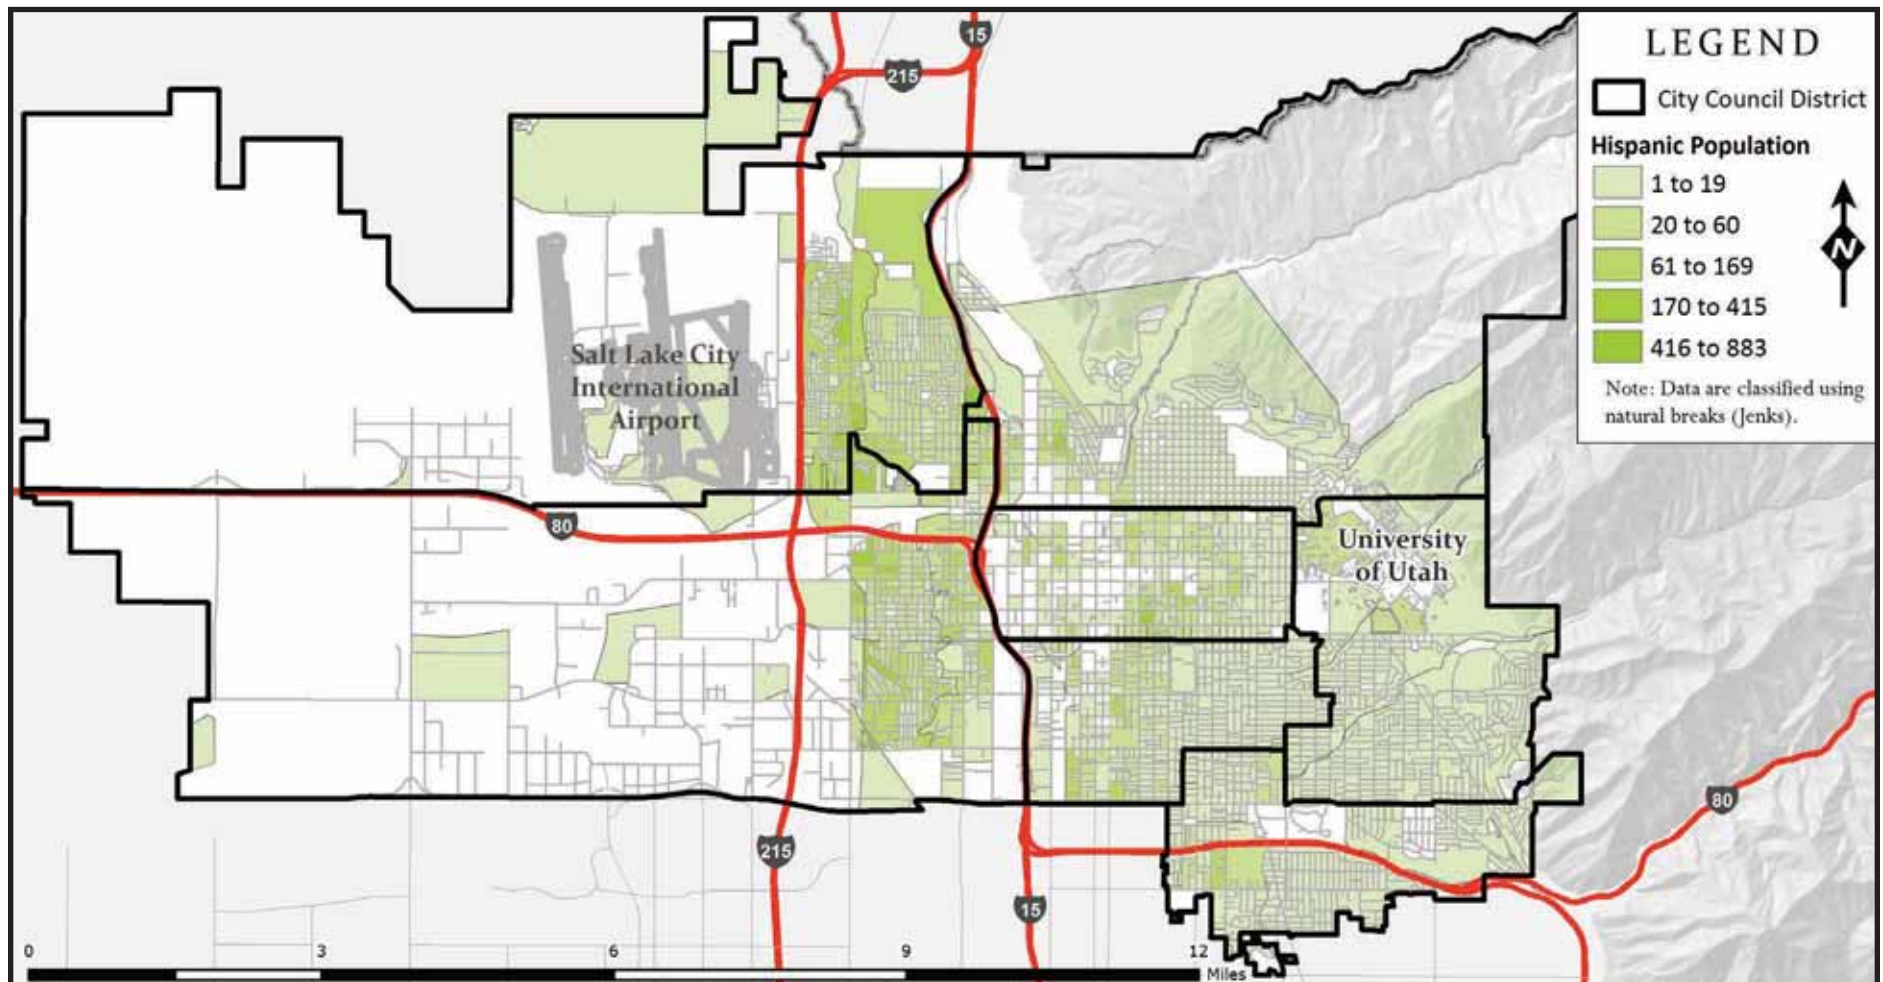 LEGEND
City Council District
Hispanic Population
1 to 19
20 to 60
61 to 169
170 to 415
416 to 883
Note: Data are classified using
natural breaks (Jenks).
N
15
215
Salt Lake City
International
Airport
80
University
of Utah
80
215
15
0 3 6 9 12
Miles